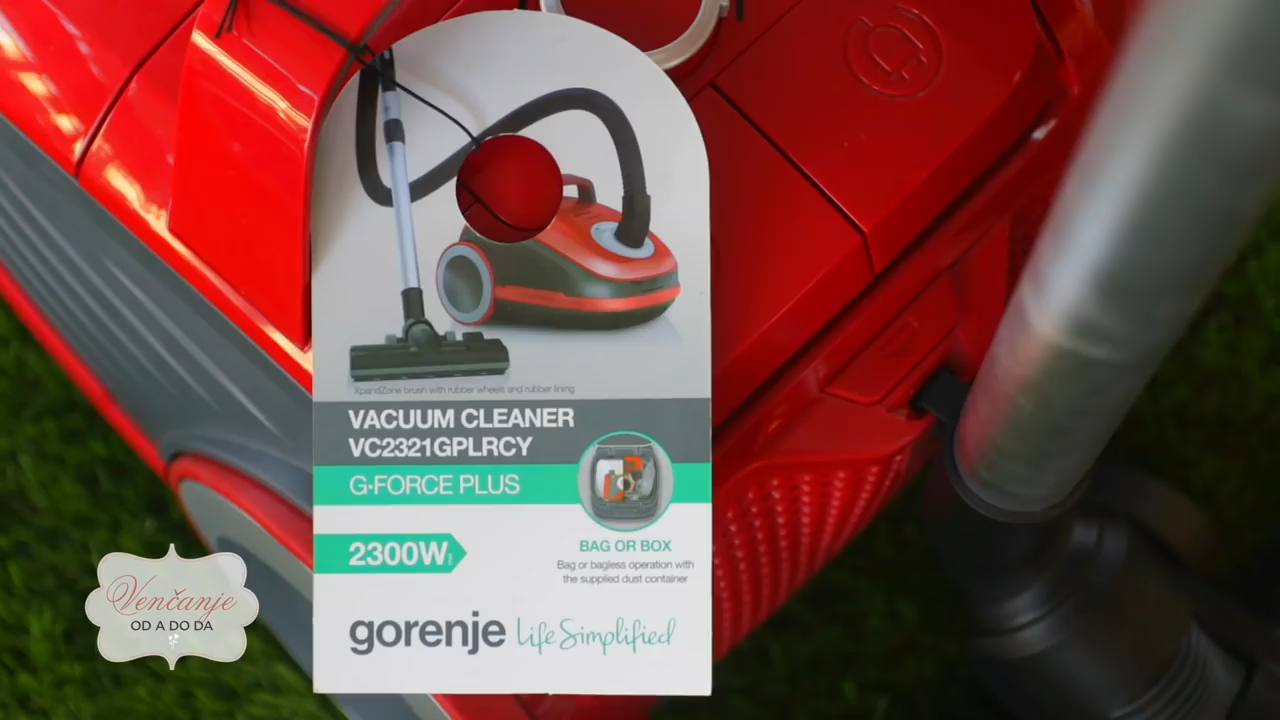 XpandZone brush with rubber wheels and rubber lining
VACUUM CLEANER
VC2321GPLRCY
G·FORCE PLUS
2300W
BAG OR BOX
Bag or bagless operation with
the supplied dust container
gorenje Life Simplified
Venčanje
OD A DO DA